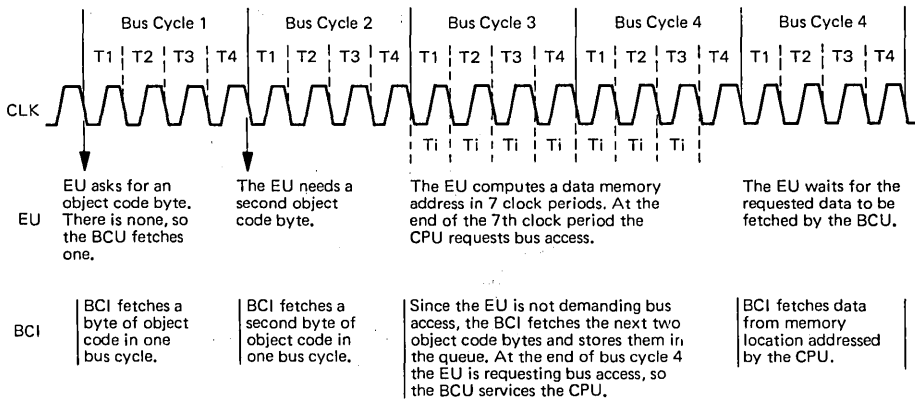 Bus Cycle 1 Bus Cycle 2 Bus Cycle 3 Bus Cycle 4 Bus Cycle 4
T1 T2 T3 T4 T1 T2 T3 T4 T1 T2 T3 T4 T1 T2 T3 T4 T1 T2 T3 T4
CLK
Ti Ti Ti Ti Ti Ti Ti
EU
EU asks for an
object code byte.
There is none, so
the BCU fetches
one.
The EU needs a
second object
code byte.
The EU computes a data memory
address in 7 clock periods. At the
end of the 7th clock period the
CPU requests bus access.
The EU waits for the
requested data to be
fetched by the BCU.
BCI
BCI fetches a
byte of object
code in one
bus cycle.
BCI fetches a
second byte of
object code in
one bus cycle.
Since the EU is not demanding bus
access, the BCI fetches the next two
object code bytes and stores them in
the queue. At the end of bus cycle 4
the EU is requesting bus access, so
the BCU services the CPU.
BCI fetches data
from memory
location addressed
by the CPU.